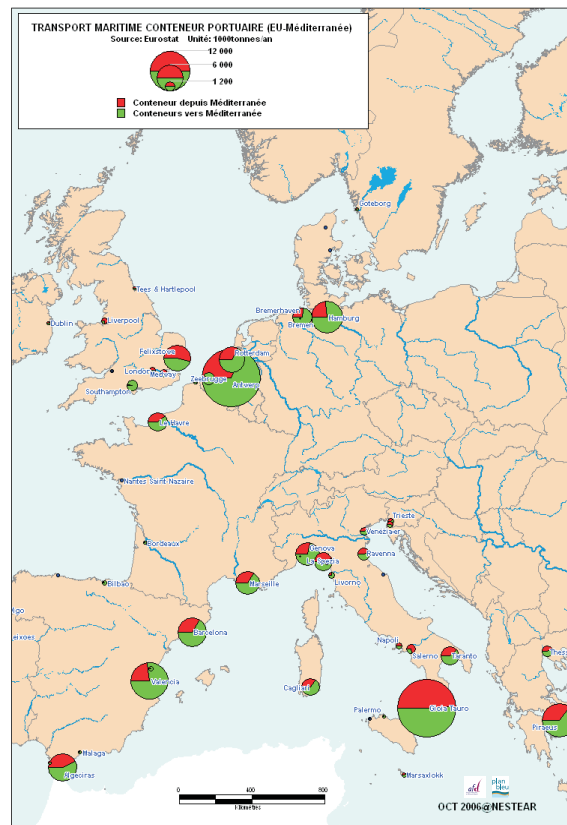 TRANSPORT MARITIME CONTENEUR PORTUAIRE (EU-Méditerranée)
Source: Eurostat Unité: 1000tonnes/an
12 000
6 000
1 200
Conteneur depuis Méditerranée
Conteneurs vers Méditerranée
Goteborg
Tees & Hartlepool
Dublin
Liverpool
Bremerhaven
Bremen
Hamburg
Felixstowe
Rotterdam
London
Medway
Zeebrugge
Antwerp
Southampton
Le Havre
Nantes Saint-Nazaire
Bordeaux
Bilbao
Trieste
Venezia
Genova
La Spezia
Ravenna
Livorno
Marseille
Barcelona
Valencia
Napoli
Salerno
Taranto
Cagliari
Palermo
Gioia Tauro
Piraeus
Malaga
Algeciras
Marsaxlokk
800
Kilomètres
plan
bleu
OCT 2006@NESTEAR